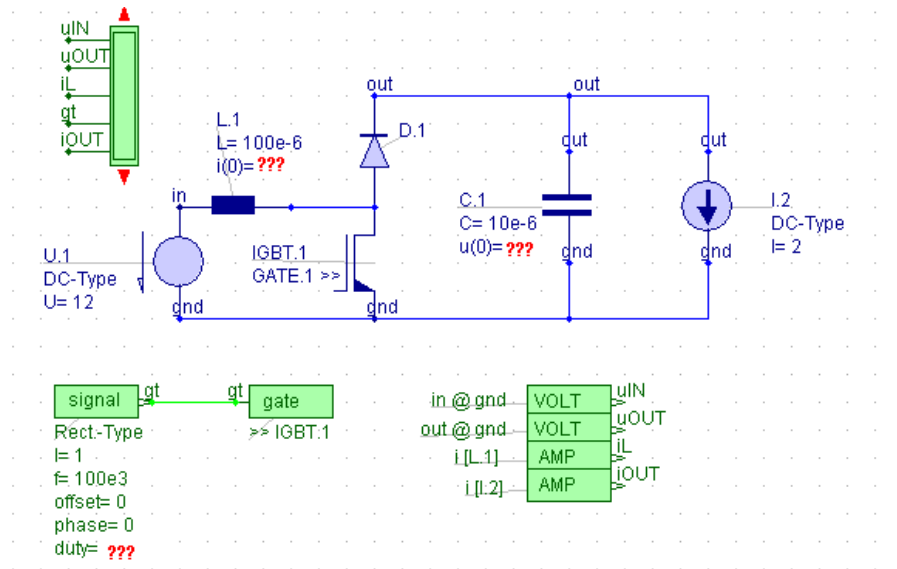 uIN
uOUT
iL
gt
iOUT
L.1
L= 100e-6
i(0)= ???
out
D.1
out
out
out
in
U.1
DC-Type
U= 12
IGBT.1
GATE.1 >>
gnd
gnd
C.1
C= 10e-6
u(0)= ???
gnd
I.2
DC-Type
I= 2
gnd
signal
gt
gt
gate
Rect.-Type
>> IGBT.1
I= 1
f= 100e3
offset= 0
phase= 0
duty= ???
in @ gnd
VOLT
uIN
out @ gnd
VOLT
uOUT
i [L.1]
AMP
iL
i [I.2]
AMP
iOUT